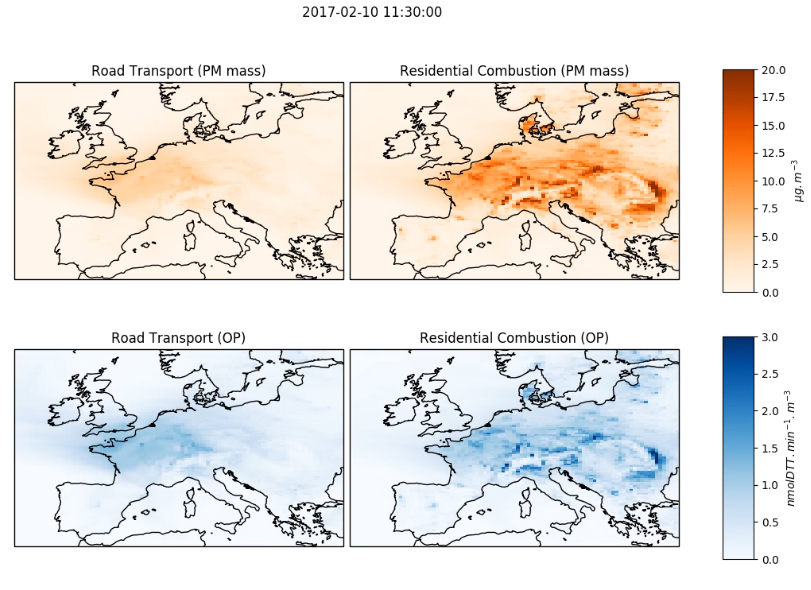 2017-02-10 11:30:00
Road Transport (PM mass)
Residential Combustion (PM mass)
20.0
17.5
15.0
12.5
10.0
7.5
5.0
2.5
0.0
μg.m⁻³
Road Transport (OP)
Residential Combustion (OP)
3.0
2.5
2.0
1.5
1.0
0.5
0.0
nmolDTT.min⁻¹.m⁻³